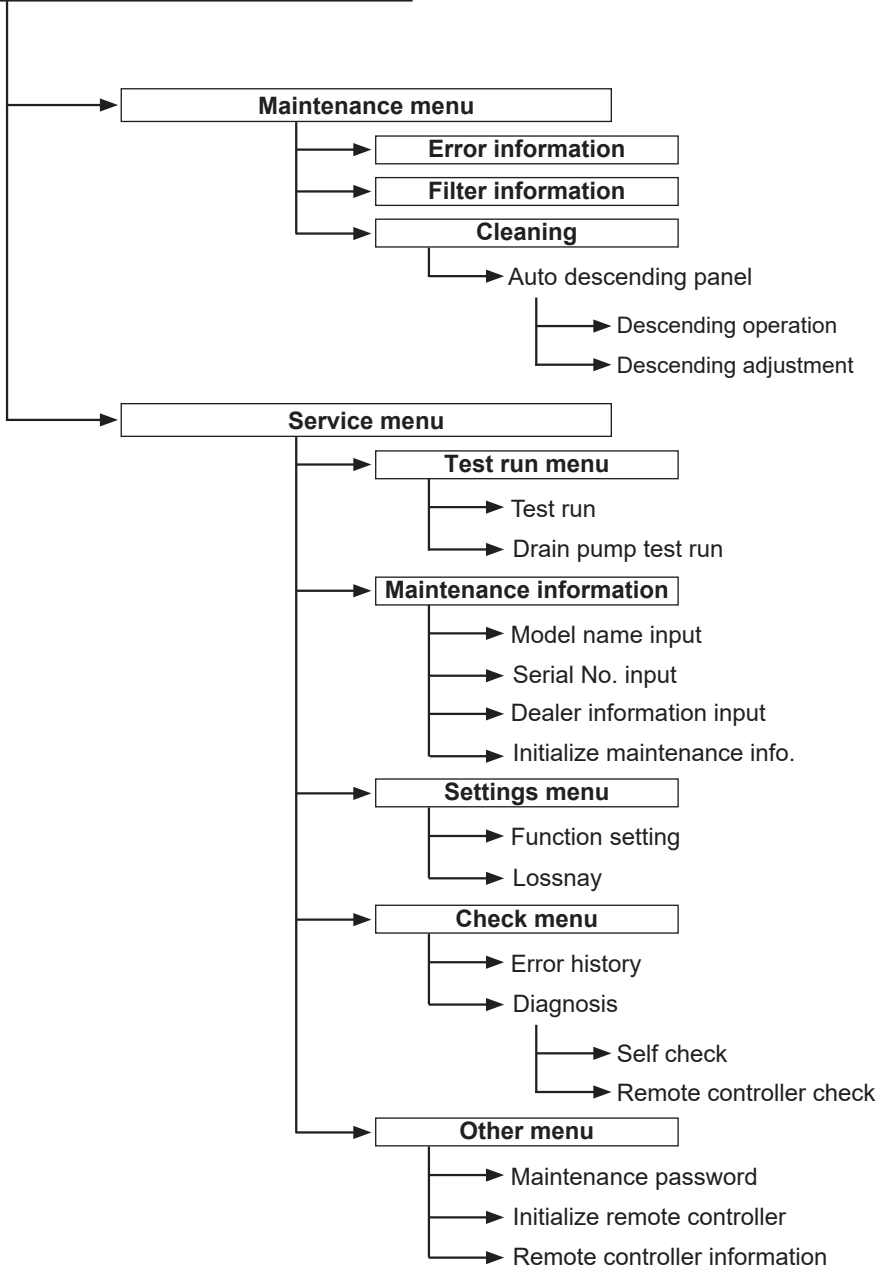 Maintenance menu
Error information
Filter information
Cleaning
Auto descending panel
Descending operation
Descending adjustment
Service menu
Test run menu
Test run
Drain pump test run
Maintenance information
Model name input
Serial No. input
Dealer information input
Initialize maintenance info.
Settings menu
Function setting
Lossnay
Check menu
Error history
Diagnosis
Self check
Remote controller check
Other menu
Maintenance password
Initialize remote controller
Remote controller information